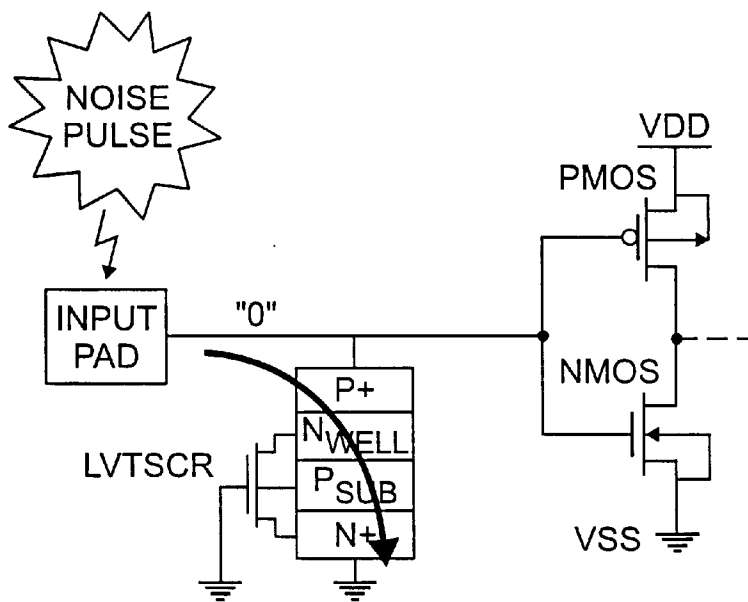 NOISE
PULSE
VDD
PMOS
INPUT
PAD
"0"
NMOS
P+
NWELL
LVTSCR
PSUB
N+
VSS